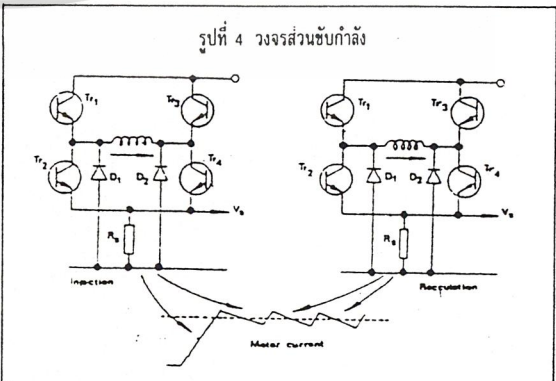 รูปที่ 4 วงจรส่วนขับกำลัง
Tr1
Tr3
Tr2
D1
D2
Tr4
Vs
Rs
Injection
Tr1
Tr3
Tr2
D1
D2
Tr4
Vs
Rs
Recculation
Motor current